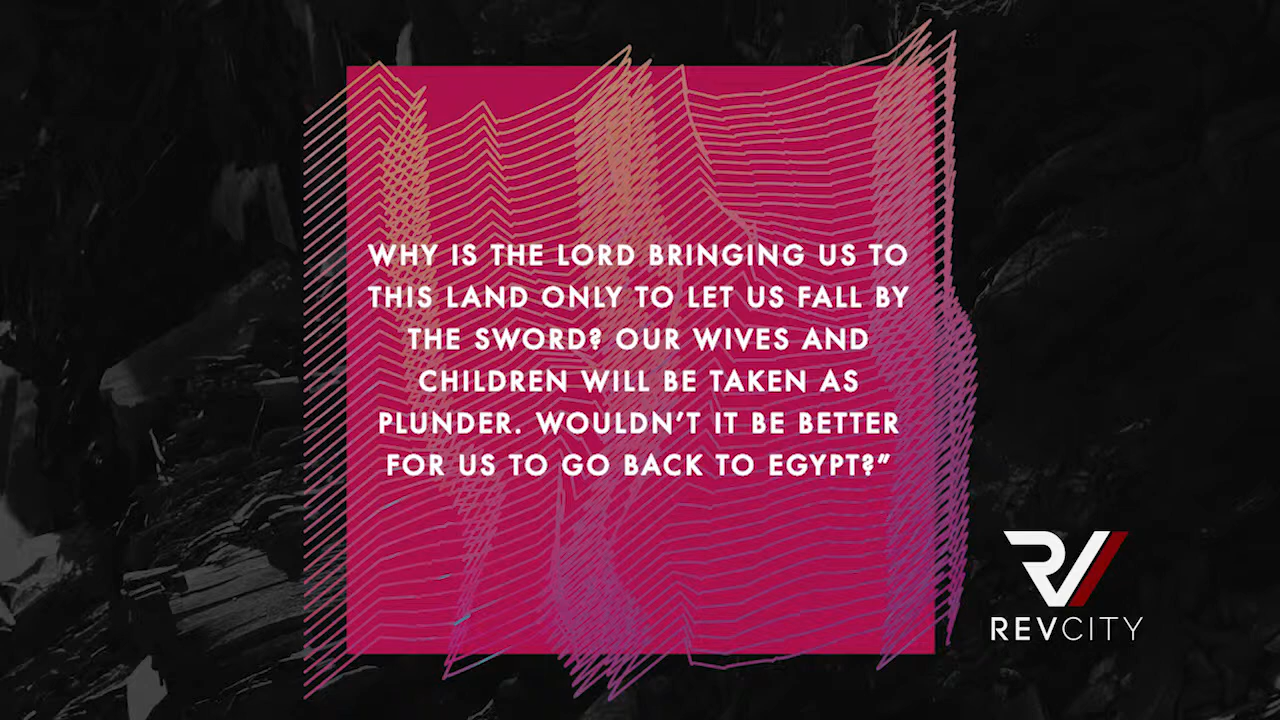 WHY IS THE LORD BRINGING US TO
THIS LAND ONLY TO LET US FALL BY
THE SWORD? OUR WIVES AND
CHILDREN WILL BE TAKEN AS
PLUNDER. WOULDN’T IT BE BETTER
FOR US TO GO BACK TO EGYPT?”
RV
REVCITY